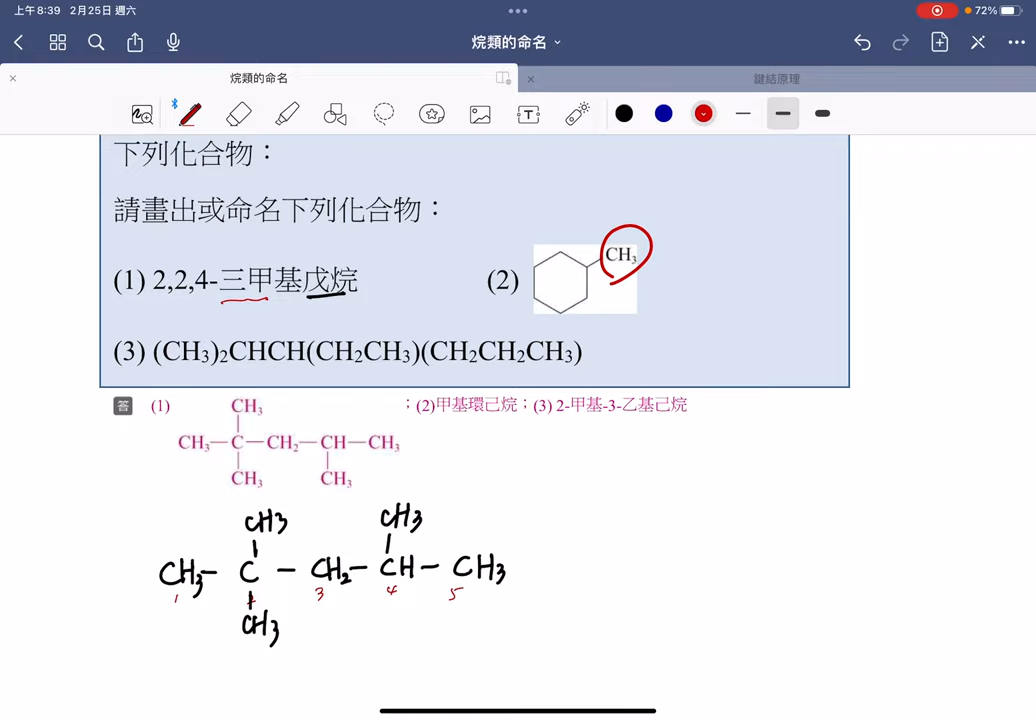 上午8:39 2月25日 週六
72%
烷類的命名
烷類的命名
鍵結原理
T
下列化合物：
請畫出或命名下列化合物：
(1) 2,2,4-三甲基戊烷 (2) CH₃
(3) (CH₃)₂CHCH(CH₂CH₃)(CH₂CH₂CH₃)
答 (1) CH₃ ；(2)甲基環己烷；(3) 2-甲基-3-乙基己烷
CH₃—C—CH₂—CH—CH₃
CH₃ CH₃
CH3 CH3
CH3- C - CH2- CH - CH3
1 2 3 4 5
CH3